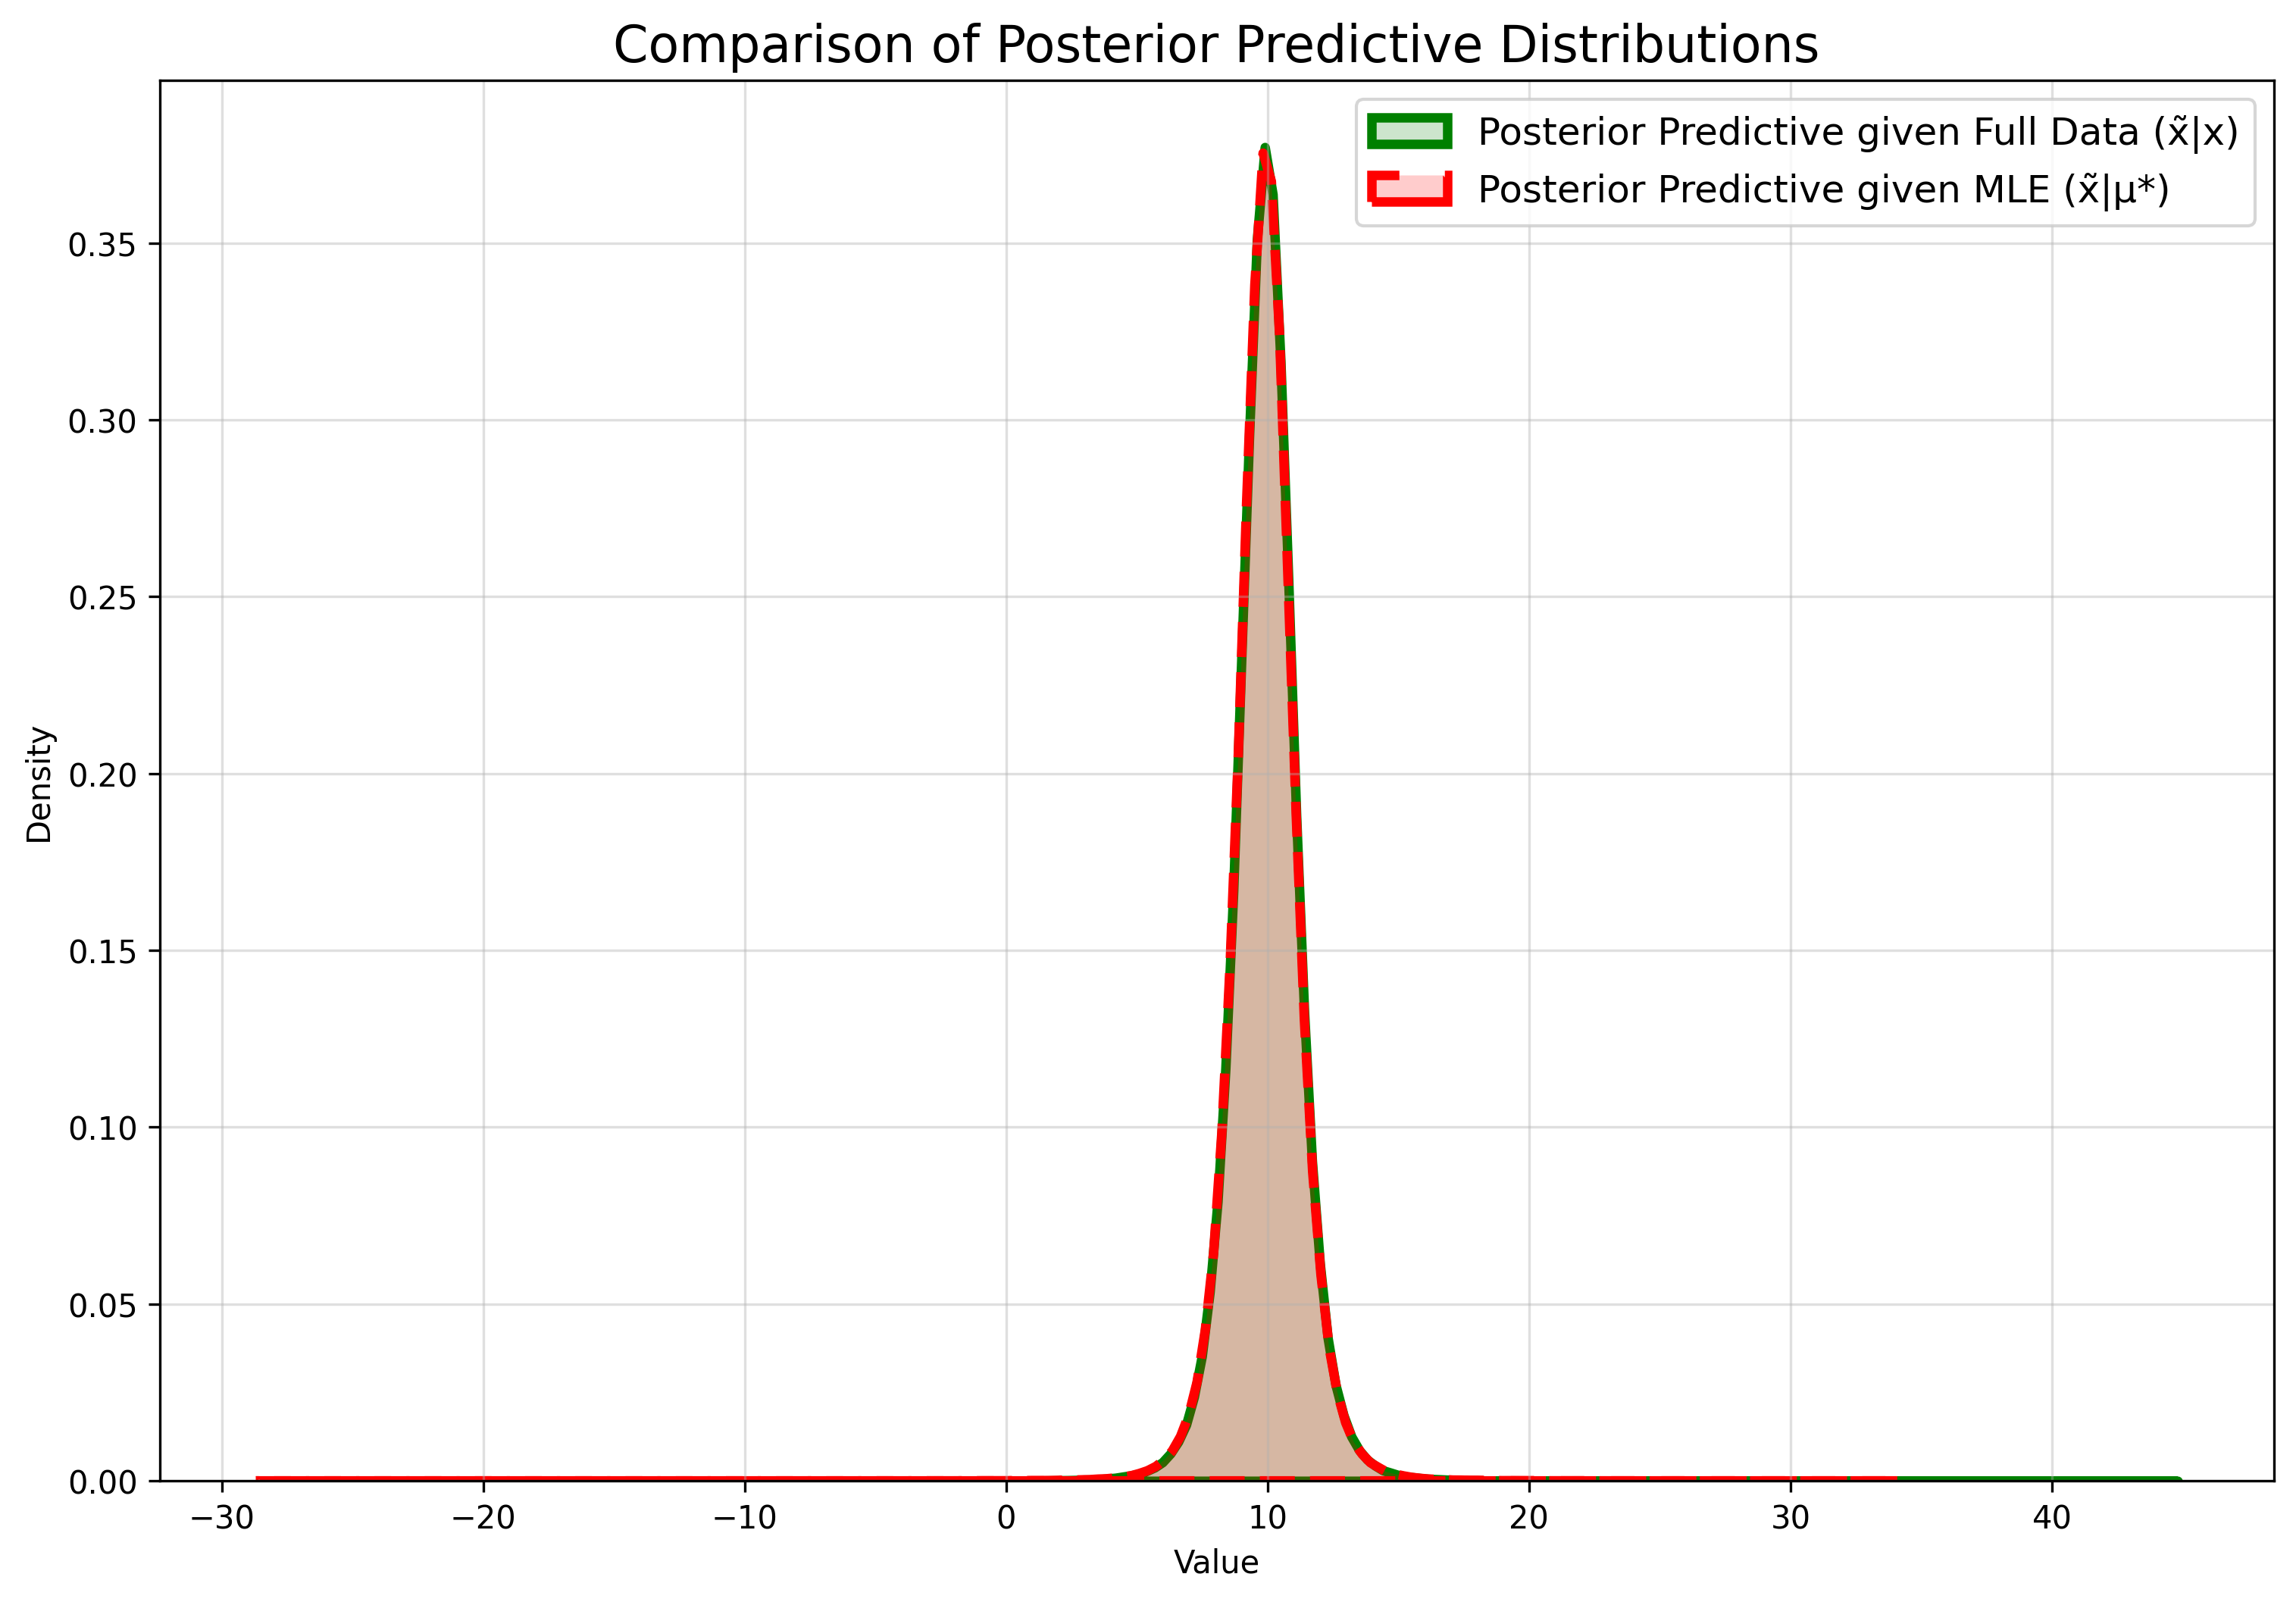 Comparison of Posterior Predictive Distributions
Posterior Predictive given Full Data (x̃|x)
Posterior Predictive given MLE (x̃|μ*)
0.35
0.30
0.25
0.20
0.15
0.10
0.05
0.00
Density
−30 −20 −10 0 10 20 30 40
Value